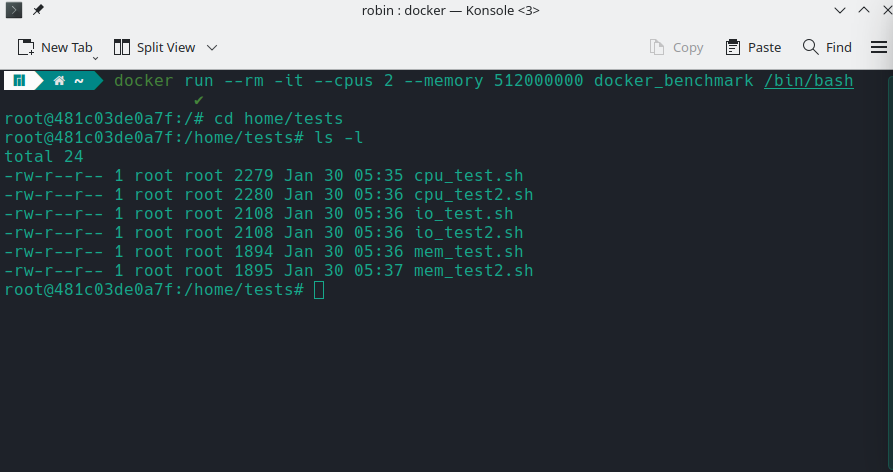 robin : docker — Konsole <3>
New Tab
Split View
Copy
Paste
Find
~ docker run --rm -it --cpus 2 --memory 512000000 docker_benchmark /bin/bash
✔
root@481c03de0a7f:/# cd home/tests
root@481c03de0a7f:/home/tests# ls -l
total 24
-rw-r--r-- 1 root root 2279 Jan 30 05:35 cpu_test.sh
-rw-r--r-- 1 root root 2280 Jan 30 05:36 cpu_test2.sh
-rw-r--r-- 1 root root 2108 Jan 30 05:36 io_test.sh
-rw-r--r-- 1 root root 2108 Jan 30 05:36 io_test2.sh
-rw-r--r-- 1 root root 1894 Jan 30 05:36 mem_test.sh
-rw-r--r-- 1 root root 1895 Jan 30 05:37 mem_test2.sh
root@481c03de0a7f:/home/tests#